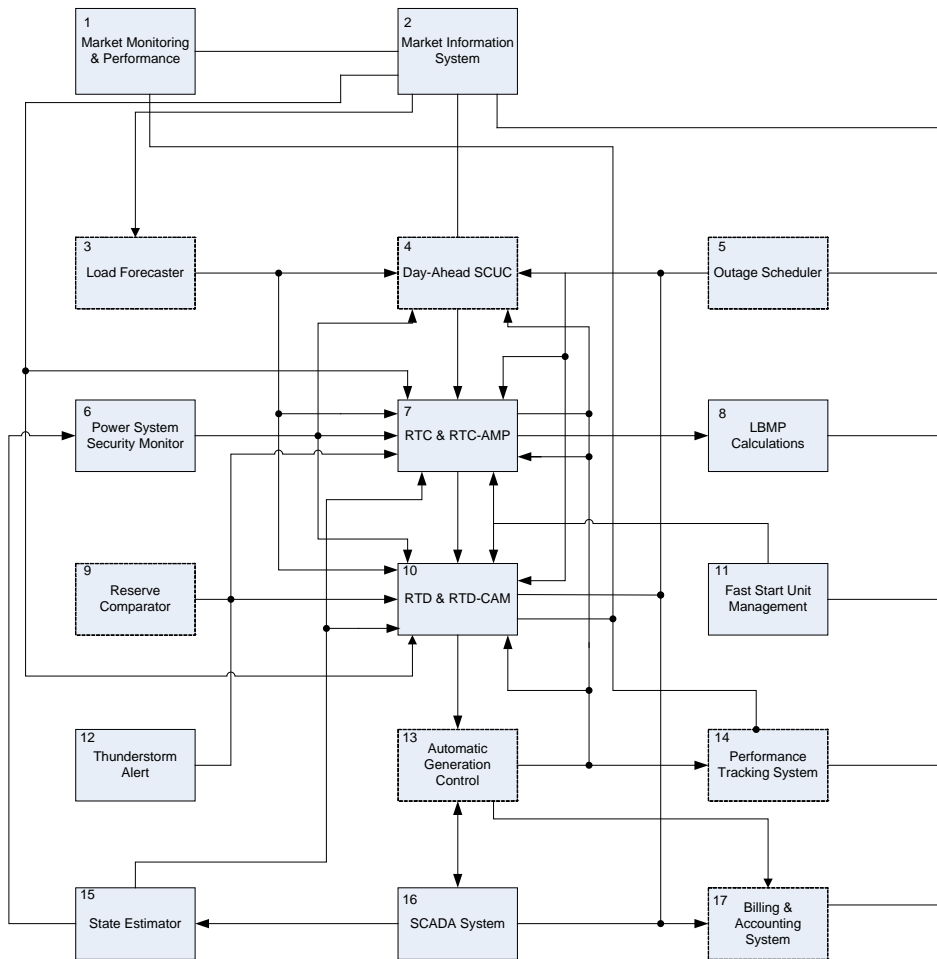 1
Market Monitoring
& Performance
2
Market Information
System
3
Load Forecaster
4
Day-Ahead SCUC
5
Outage Scheduler
6
Power System
Security Monitor
7
RTC & RTC-AMP
8
LBMP
Calculations
9
Reserve
Comparator
10
RTD & RTD-CAM
11
Fast Start Unit
Management
12
Thunderstorm
Alert
13
Automatic
Generation
Control
14
Performance
Tracking System
15
State Estimator
16
SCADA System
17
Billing &
Accounting
System